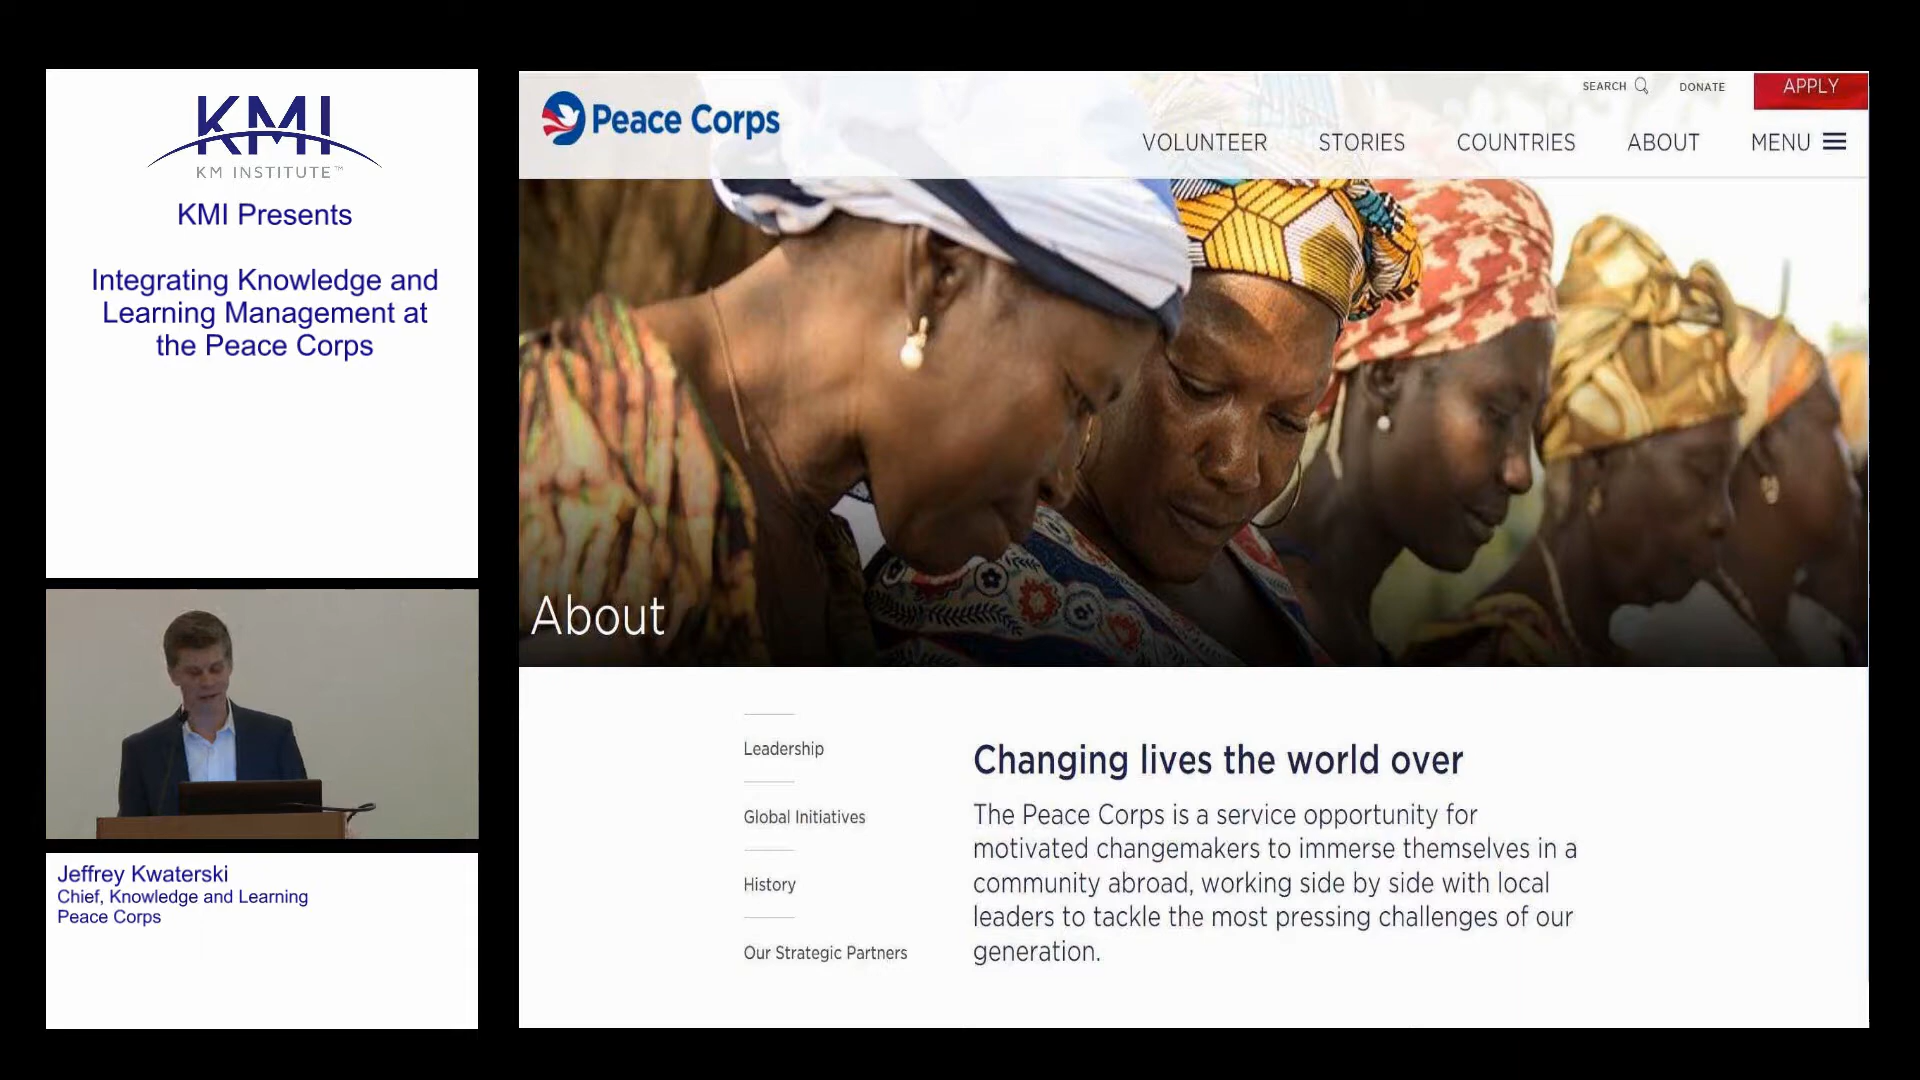 KMI
KM INSTITUTE™
KMI Presents
Integrating Knowledge and
Learning Management at
the Peace Corps
Jeffrey Kwaterski
Chief, Knowledge and Learning
Peace Corps
Peace Corps
SEARCH
DONATE
APPLY
VOLUNTEER
STORIES
COUNTRIES
ABOUT
MENU
About
Leadership
Global Initiatives
History
Our Strategic Partners
Changing lives the world over
The Peace Corps is a service opportunity for
motivated changemakers to immerse themselves in a
community abroad, working side by side with local
leaders to tackle the most pressing challenges of our
generation.